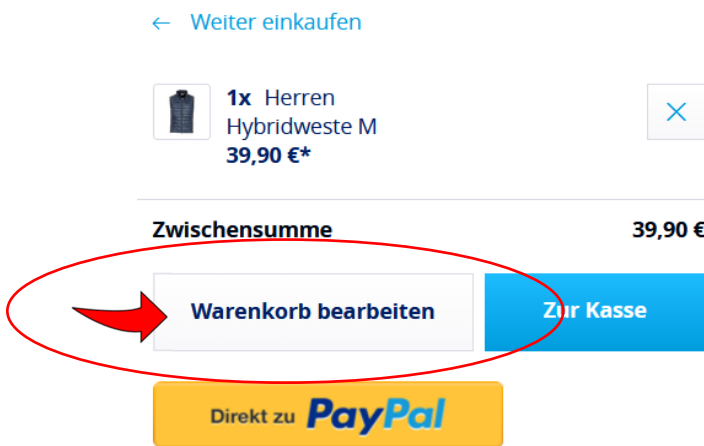 ← Weiter einkaufen
1x Herren
Hybridweste M
39,90 €*
Zwischensumme 39,90 €
Warenkorb bearbeiten Zur Kasse
Direkt zu PayPal